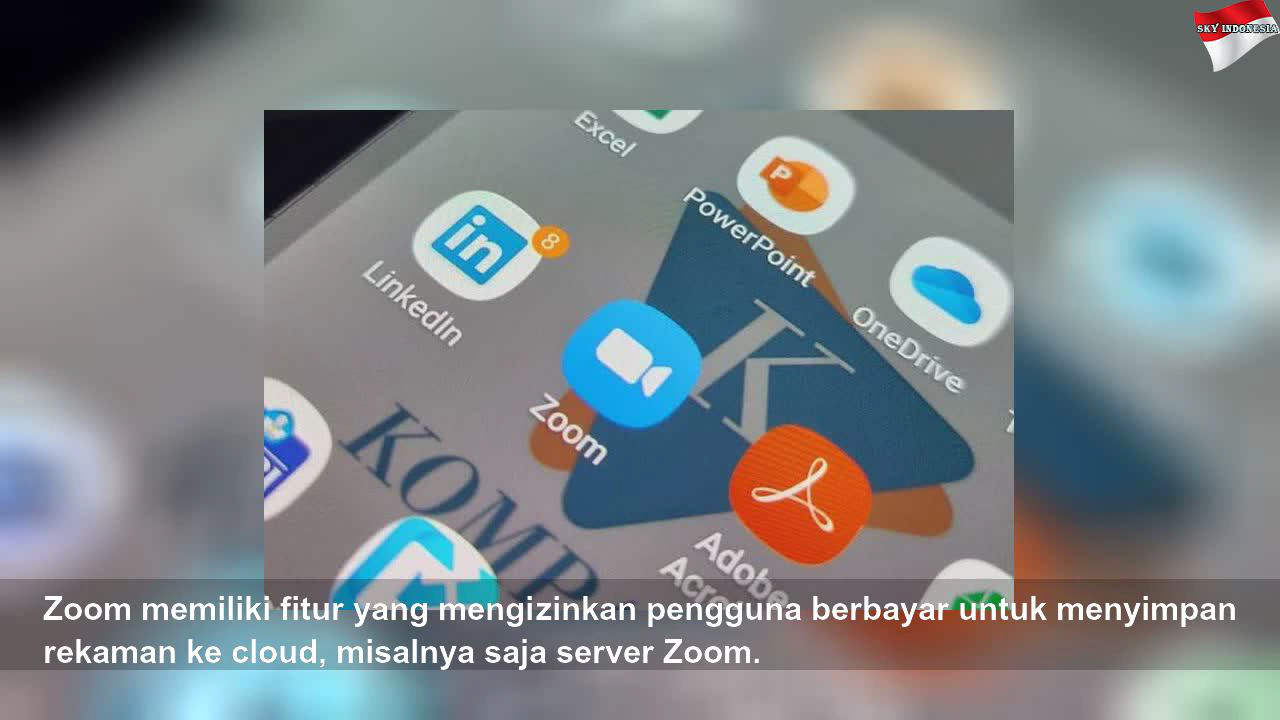 SKY INDONESIA
Excel
P
PowerPoint
in
8
LinkedIn
OneDrive
K
Zoom
KOMP
Adobe
Zoom memiliki fitur yang mengizinkan pengguna berbayar untuk menyimpan
rekaman ke cloud, misalnya saja server Zoom.